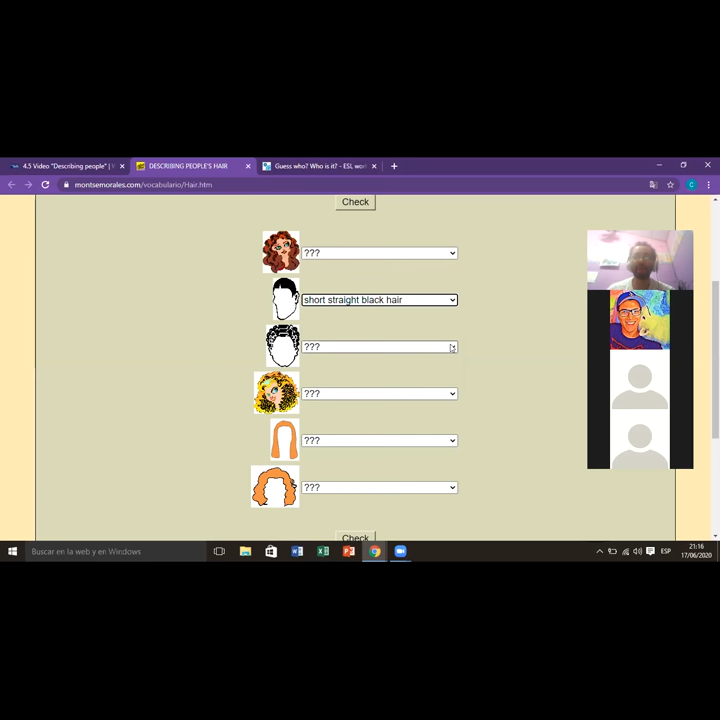 4.5 Video "Describing people" |
DESCRIBING PEOPLE'S HAIR
Guess who? Who is it? - ESL wor
montsemorales.com/vocabulario/Hair.htm
C
Check
???
short straight black hair
???
???
???
???
Check
Buscar en la web y en Windows
ESP
21:16
17/06/2020